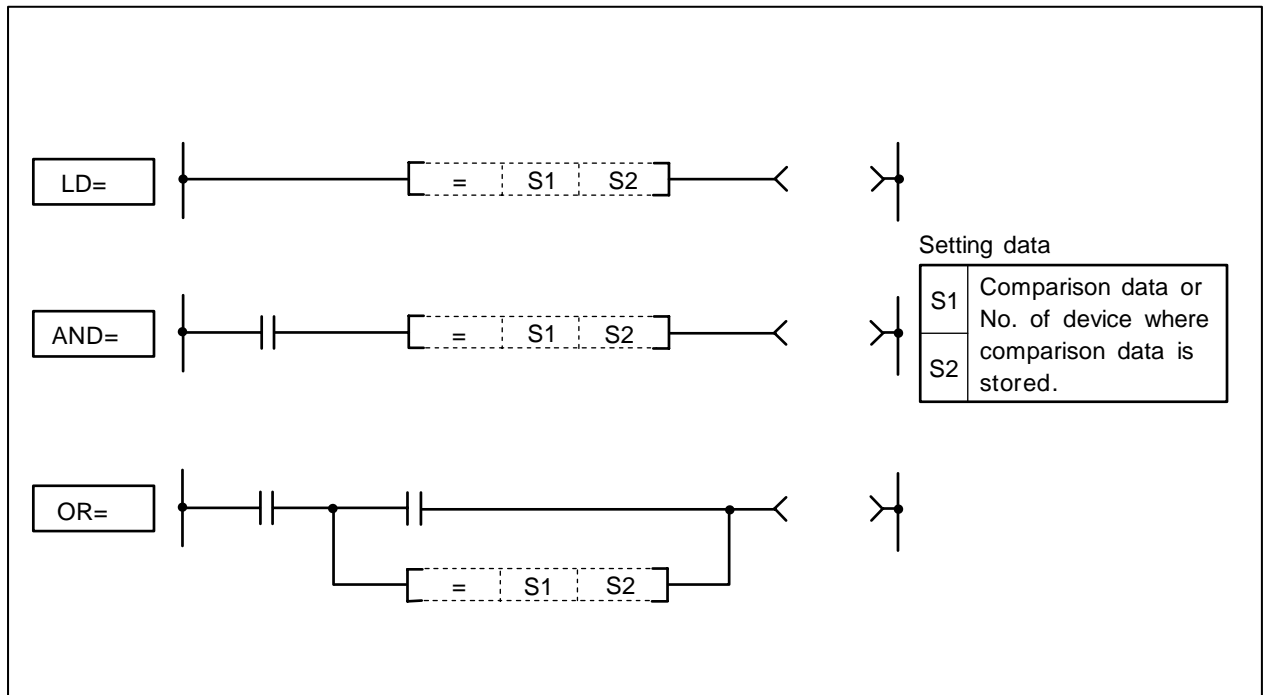 LD=
= S1 S2
Setting data
S1 Comparison data or
No. of device where
comparison data is
S2 stored.
AND=
= S1 S2
OR=
= S1 S2